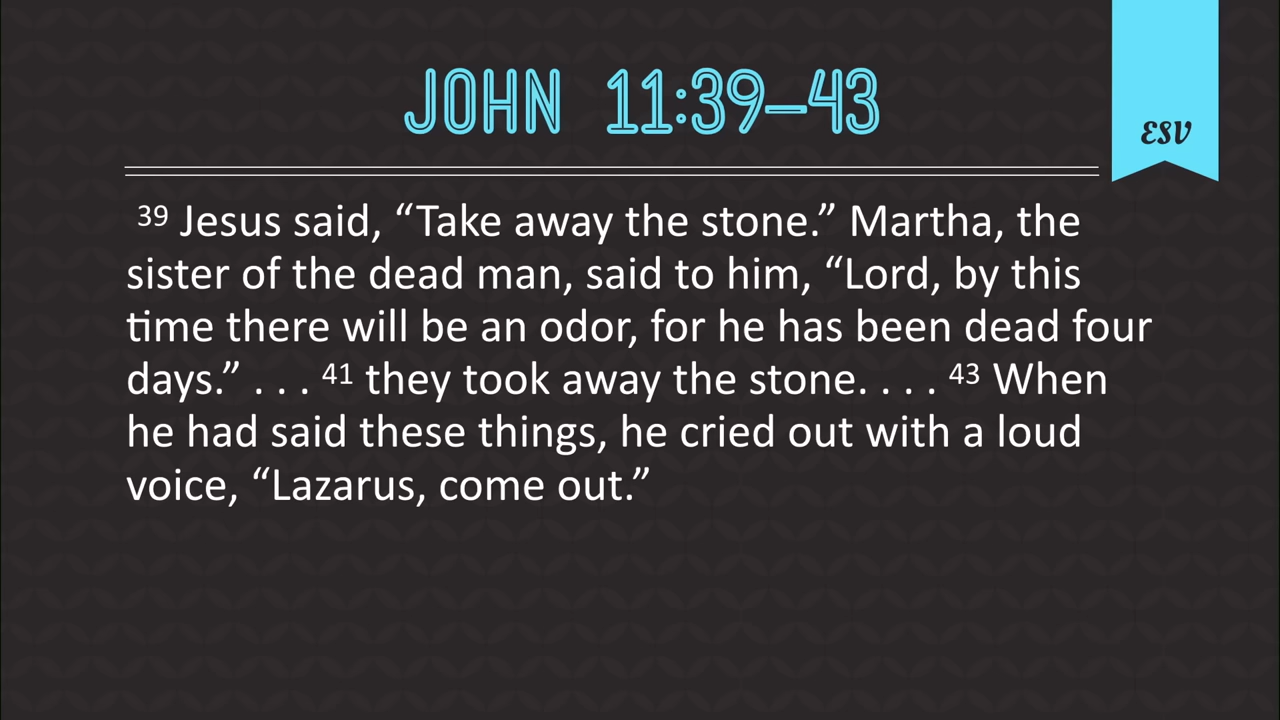 JOHN 11:39–43
ESV
39 Jesus said, “Take away the stone.” Martha, the
sister of the dead man, said to him, “Lord, by this
time there will be an odor, for he has been dead four
days.” . . . 41 they took away the stone. . . . 43 When
he had said these things, he cried out with a loud
voice, “Lazarus, come out.”